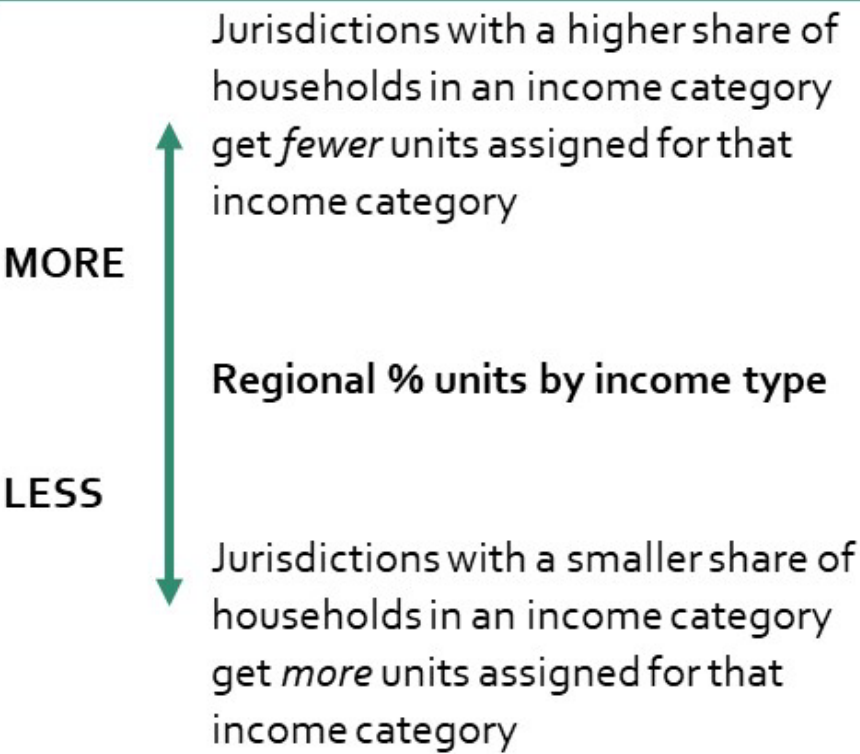 Jurisdictions with a higher share of
households in an income category
get fewer units assigned for that
income category
MORE
Regional % units by income type
LESS
Jurisdictions with a smaller share of
households in an income category
get more units assigned for that
income category